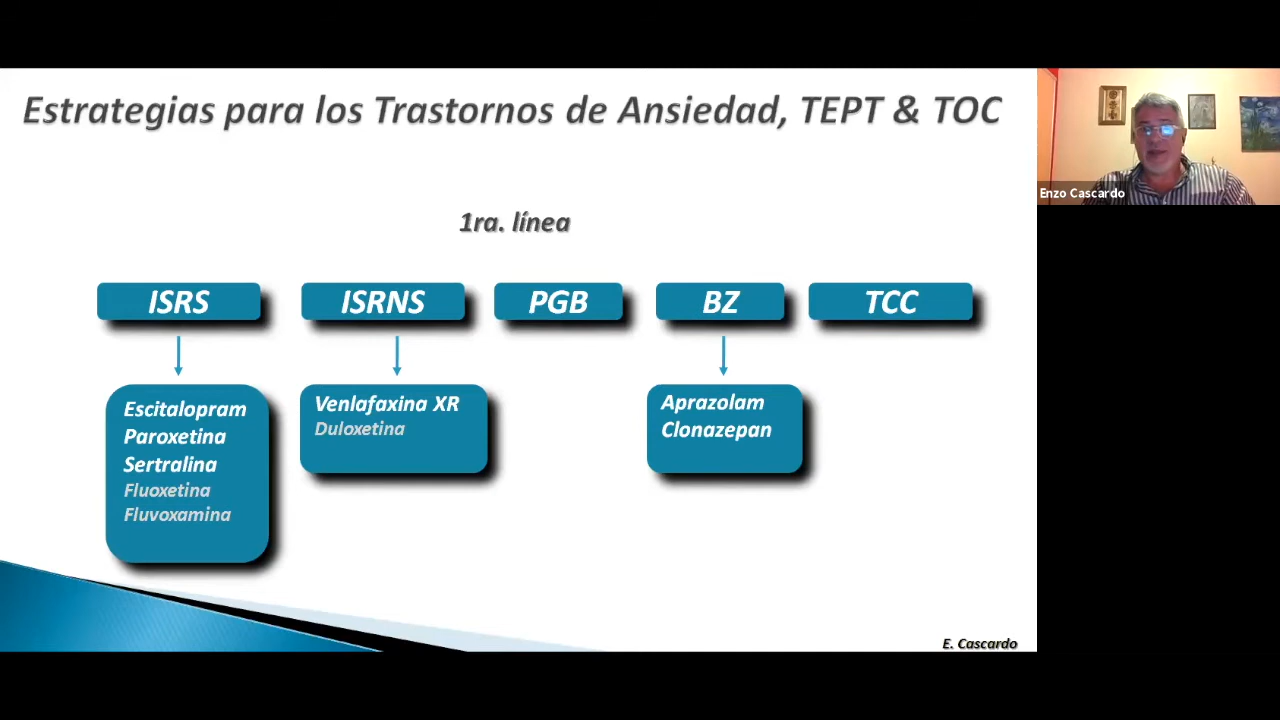 Estrategias para los Trastornos de Ansiedad, TEPT & TOC
Enzo Cascardo
1ra. línea
ISRS
ISRNS
PGB
BZ
TCC
Escitalopram
Paroxetina
Sertralina
Fluoxetina
Fluvoxamina
Venlafaxina XR
Duloxetina
Aprazolam
Clonazepan
E. Cascardo